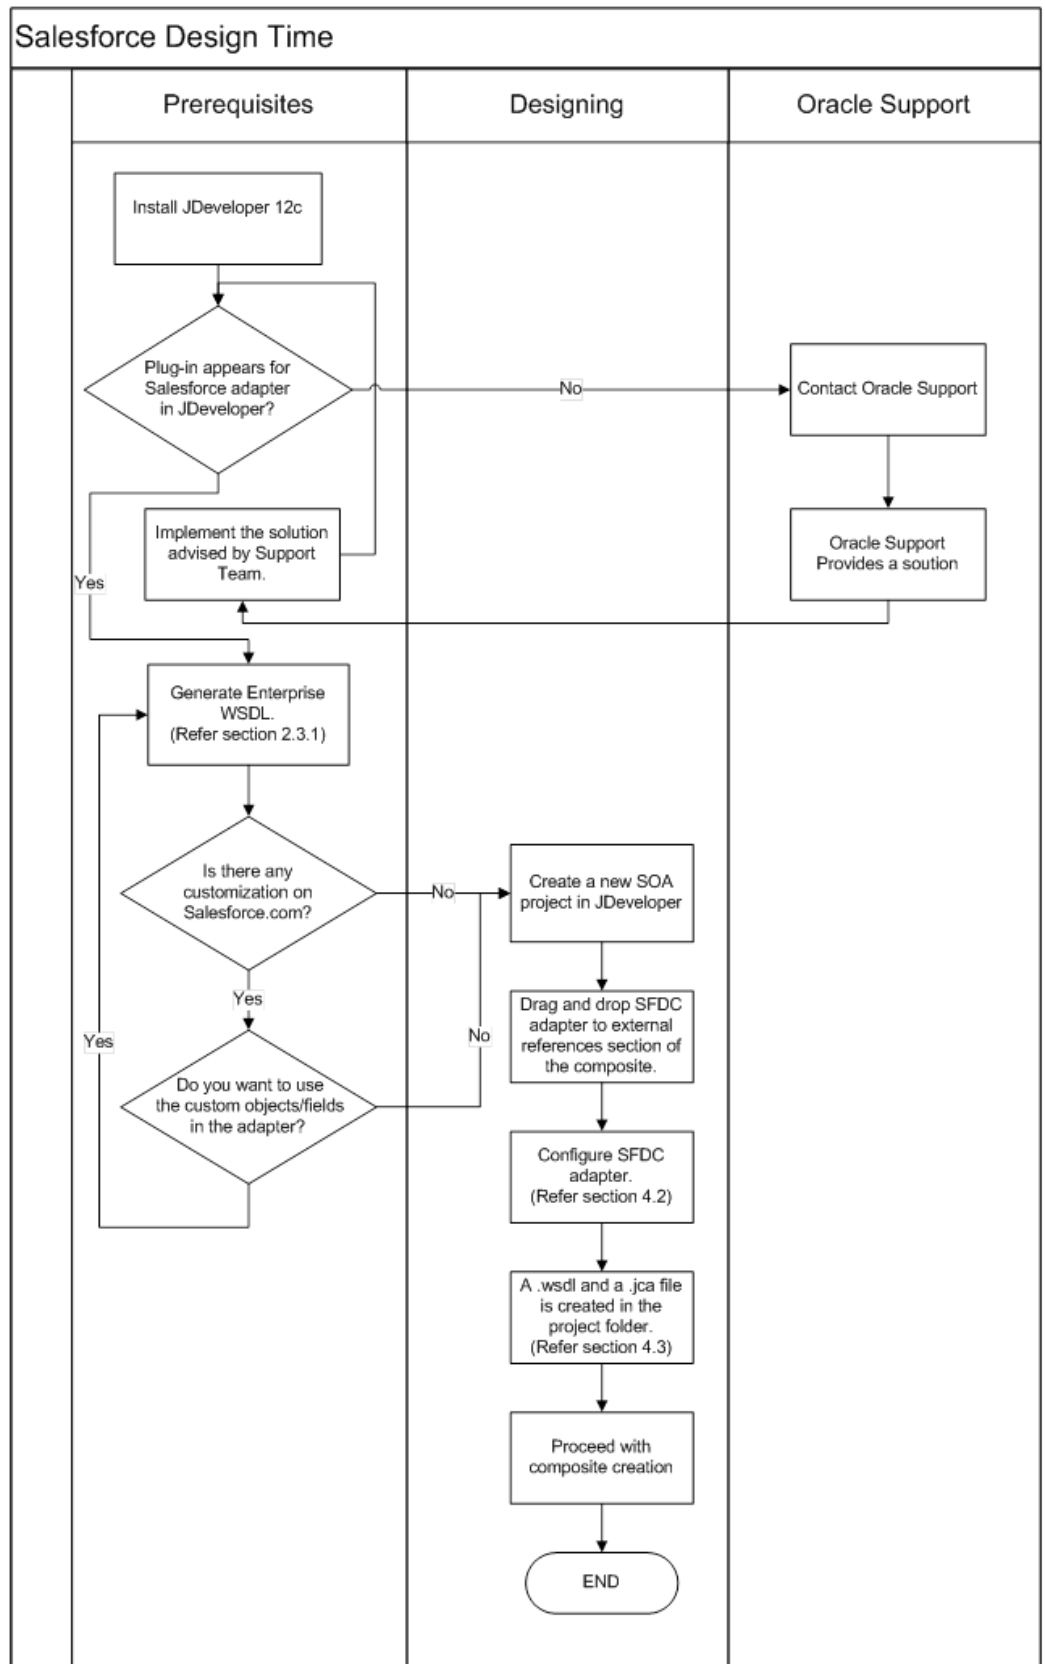 Salesforce Design Time
Prerequisites
Designing
Oracle Support
Install JDeveloper 12c
Plug-in appears for
Salesforce adapter
in JDeveloper?
No
Contact Oracle Support
Implement the solution
advised by Support
Team.
Oracle Support
Provides a soution
Yes
Generate Enterprise
WSDL.
(Refer section 2.3.1)
Is there any
customization on
Salesforce.com?
No
Create a new SOA
project in JDeveloper
Yes
Drag and drop SFDC
adapter to external
references section of
the composite.
Yes
No
Do you want to use
the custom objects/fields
in the adapter?
Configure SFDC
adapter.
(Refer section 4.2)
A .wsdl and a .jca file
is created in the
project folder.
(Refer section 4.3)
Proceed with
composite creation
END